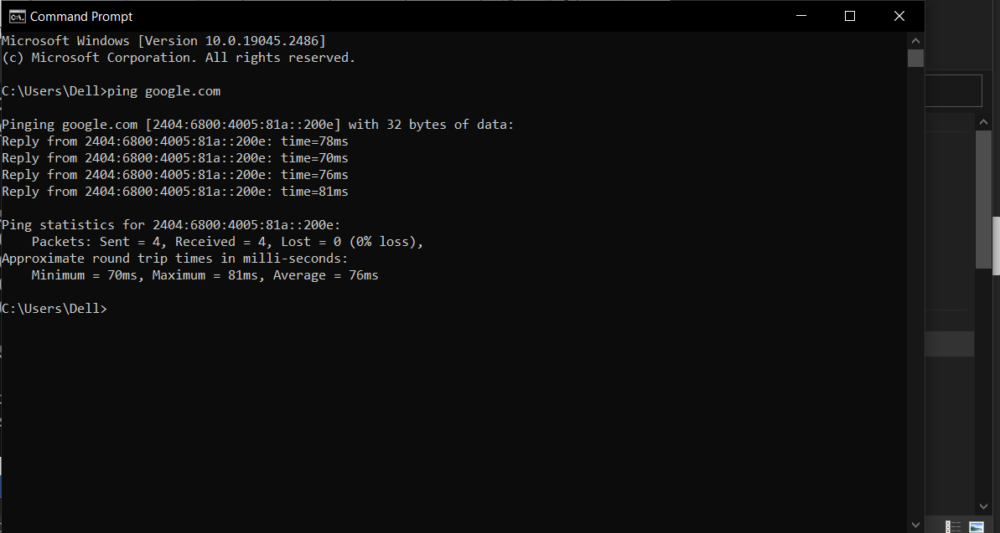 Command Prompt
Microsoft Windows [Version 10.0.19045.2486]
(c) Microsoft Corporation. All rights reserved.
C:\Users\Dell>ping google.com
Pinging google.com [2404:6800:4005:81a::200e] with 32 bytes of data:
Reply from 2404:6800:4005:81a::200e: time=78ms
Reply from 2404:6800:4005:81a::200e: time=70ms
Reply from 2404:6800:4005:81a::200e: time=76ms
Reply from 2404:6800:4005:81a::200e: time=81ms
Ping statistics for 2404:6800:4005:81a::200e:
    Packets: Sent = 4, Received = 4, Lost = 0 (0% loss),
Approximate round trip times in milli-seconds:
    Minimum = 70ms, Maximum = 81ms, Average = 76ms
C:\Users\Dell>